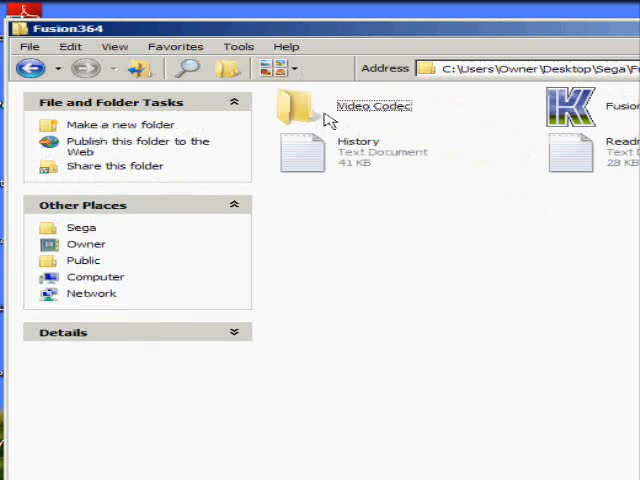 Fusion364
File Edit View Favorites Tools Help
Address C:\Users\Owner\Desktop\Sega\Fu
File and Folder Tasks
Make a new folder
Publish this folder to the
Web
Share this folder
Other Places
Sega
Owner
Public
Computer
Network
Details
Video Codec
Fusio
History
Text Document
41 KB
Readm
Text D
28 KB